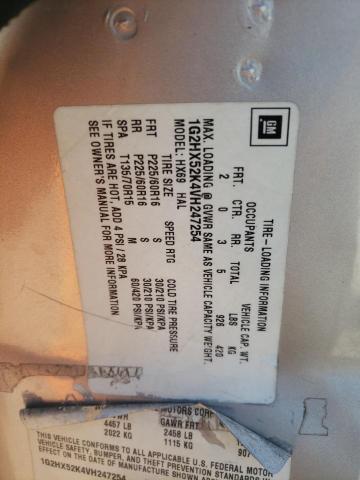 GM
TIRE-LOADING INFORMATION
OCCUPANTS VEHICLE CAP. WT.
FRT. CTR. RR. TOTAL LBS KG
2 0 3 5 926 420
MAX. LOADING @ GVWR SAME AS VEHICLE CAPACITY WEIGHT.
1G2HX52K4VH247254
MODEL: HX69 HAL
TIRE SIZE SPEED RTG COLD TIRE PRESSURE
FRT P225/60R16 S 30/210 PSI/KPA
RR P225/60R16 S 30/210 PSI/KPA
SPA T135/70R15 M 60/420 PSI/KPA
IF TIRES ARE HOT, ADD 4 PSI / 28 KPA
SEE OWNER'S MANUAL FOR MORE INFORMATION
MOTORS CORP
GAWR FRT
4457 LB 2458 LB
2022 KG 1115 KG 907
THIS VEHICLE CONFORMS TO ALL APPLICABLE U.S. FEDERAL MOTOR
VEHICLE SAFETY, BUMPER, AND THEFT PREVENTION STANDARDS
ON THE DATE OF MANUFACTURE SHOWN ABOVE
1G2HX52K4VH247254